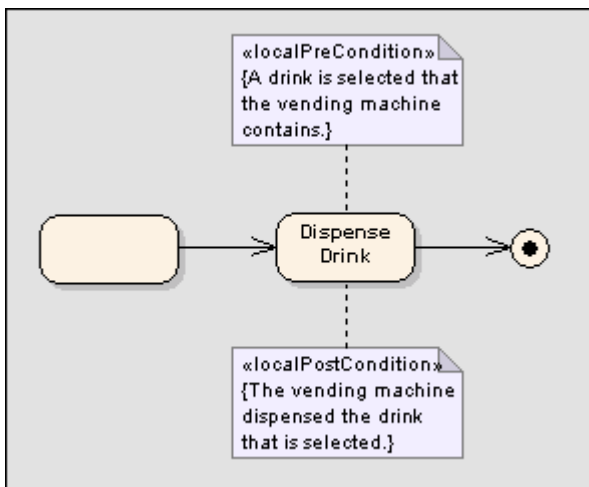 «localPreCondition»
{A drink is selected that
the vending machine
contains.}
Dispense
Drink
«localPostCondition»
{The vending machine
dispensed the drink
that is selected.}